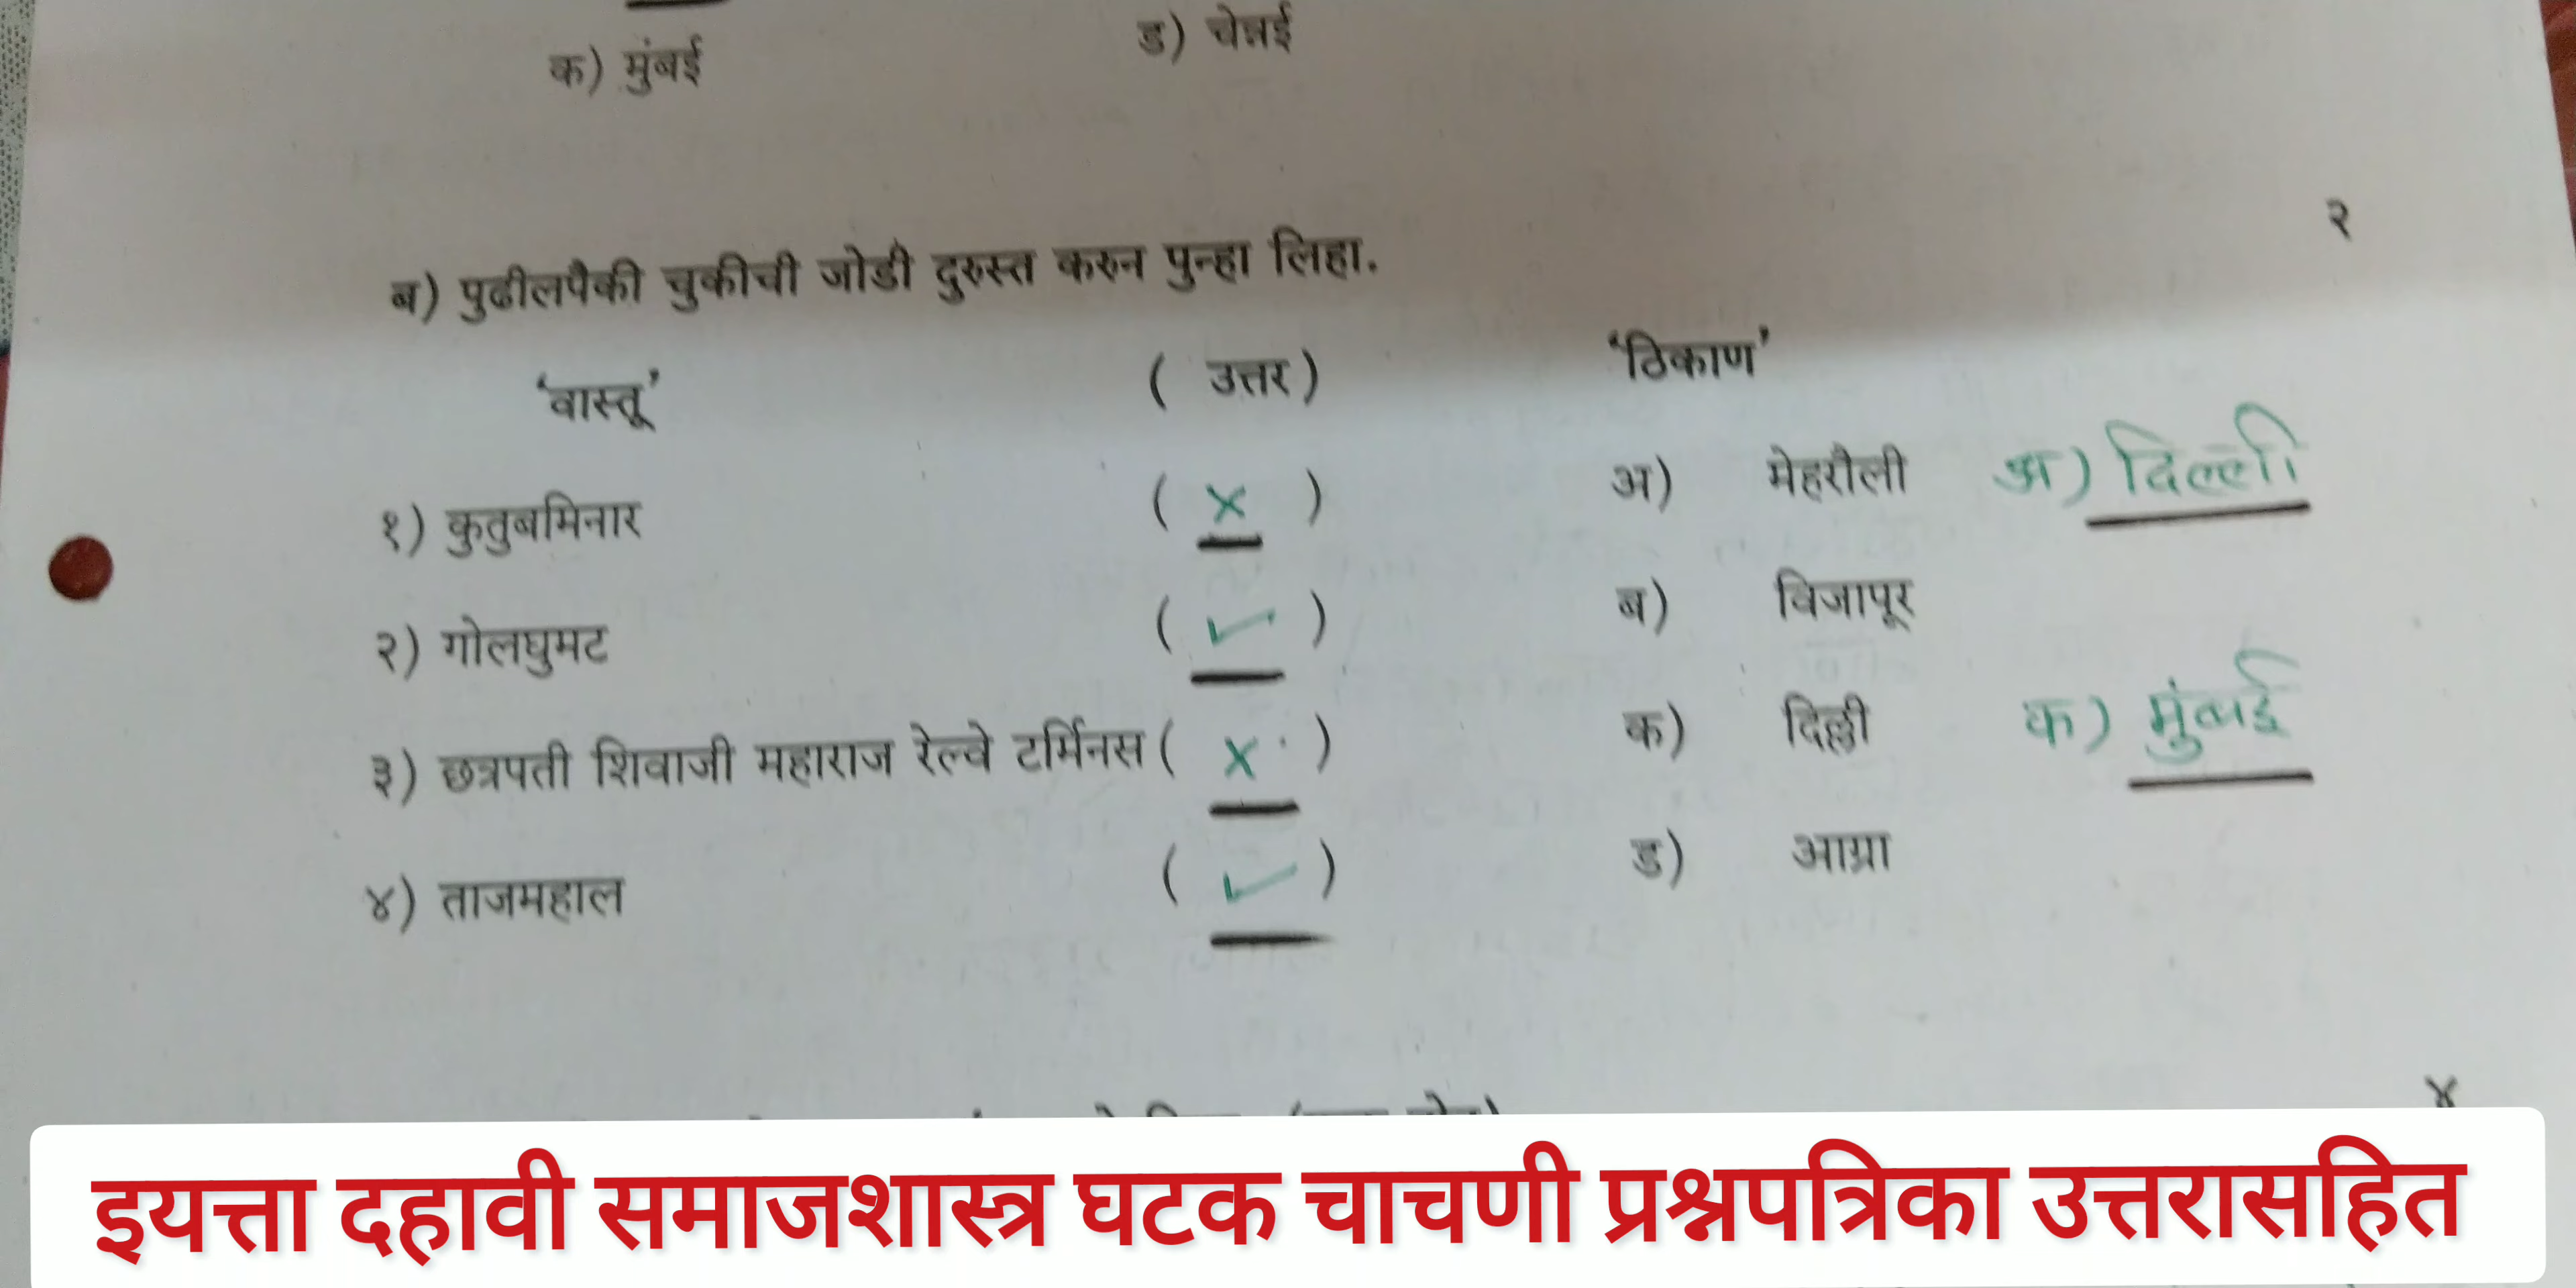 क) मुंबई ड) चेन्नई
२
ब) पुढीलपैकी चुकीची जोडी दुरुस्त करुन पुन्हा लिहा.
‘वास्तू’ ( उत्तर ) ‘ठिकाण’
१) कुतुबमिनार ( × ) अ) मेहरौली अ) दिल्ली
२) गोलघुमट ( ✓ ) ब) विजापूर
३) छत्रपती शिवाजी महाराज रेल्वे टर्मिनस ( × ) क) दिल्ली क) मुंबई
४) ताजमहाल ( ✓ ) ड) आग्रा
४
इयत्ता दहावी समाजशास्त्र घटक चाचणी प्रश्नपत्रिका उत्तरासहित